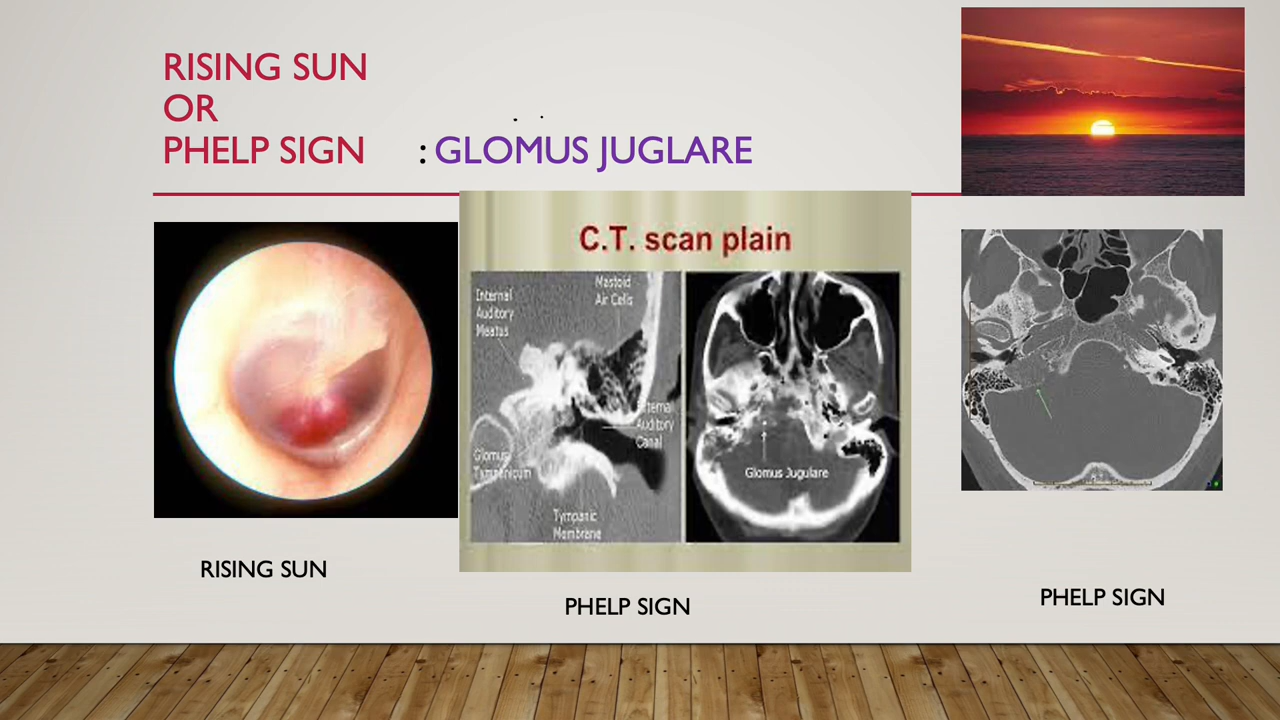 RISING SUN
OR
PHELP SIGN : GLOMUS JUGLARE
C.T. scan plain
Internal
Auditory
Meatus
Mastoid
Air Cells
External
Auditory
Canal
Glomus
Tympanicum
Tympanic
Membrane
Glomus Jugulare
RISING SUN
PHELP SIGN
PHELP SIGN